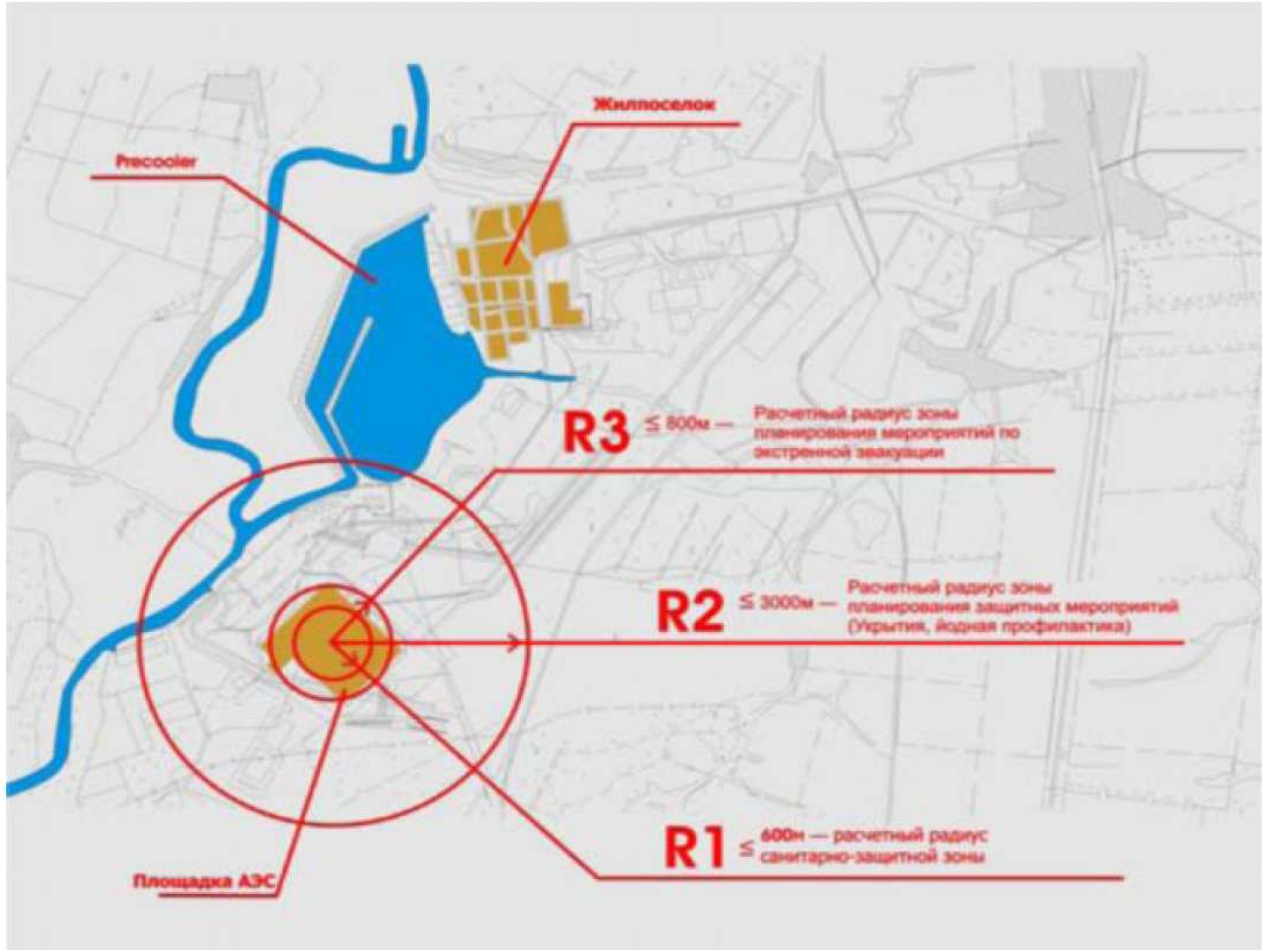 Жилпоселок
Precooler
R3 ≤ 800м — Расчетный радиус зоны
планирования мероприятий по
экстренной эвакуации
R2 ≤ 3000м — Расчетный радиус зоны
планирования защитных мероприятий
(Укрытия, йодная профилактика)
R1 ≤ 600м — расчетный радиус
санитарно-защитной зоны
Площадка АЭС